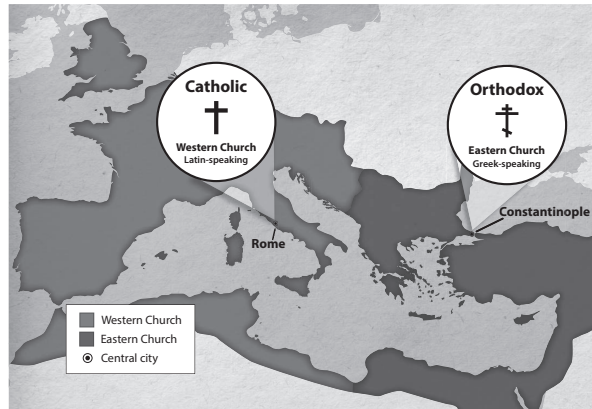 Catholic
Western Church
Latin-speaking
Orthodox
Eastern Church
Greek-speaking
Constantinople
Rome
Western Church
Eastern Church
Central city